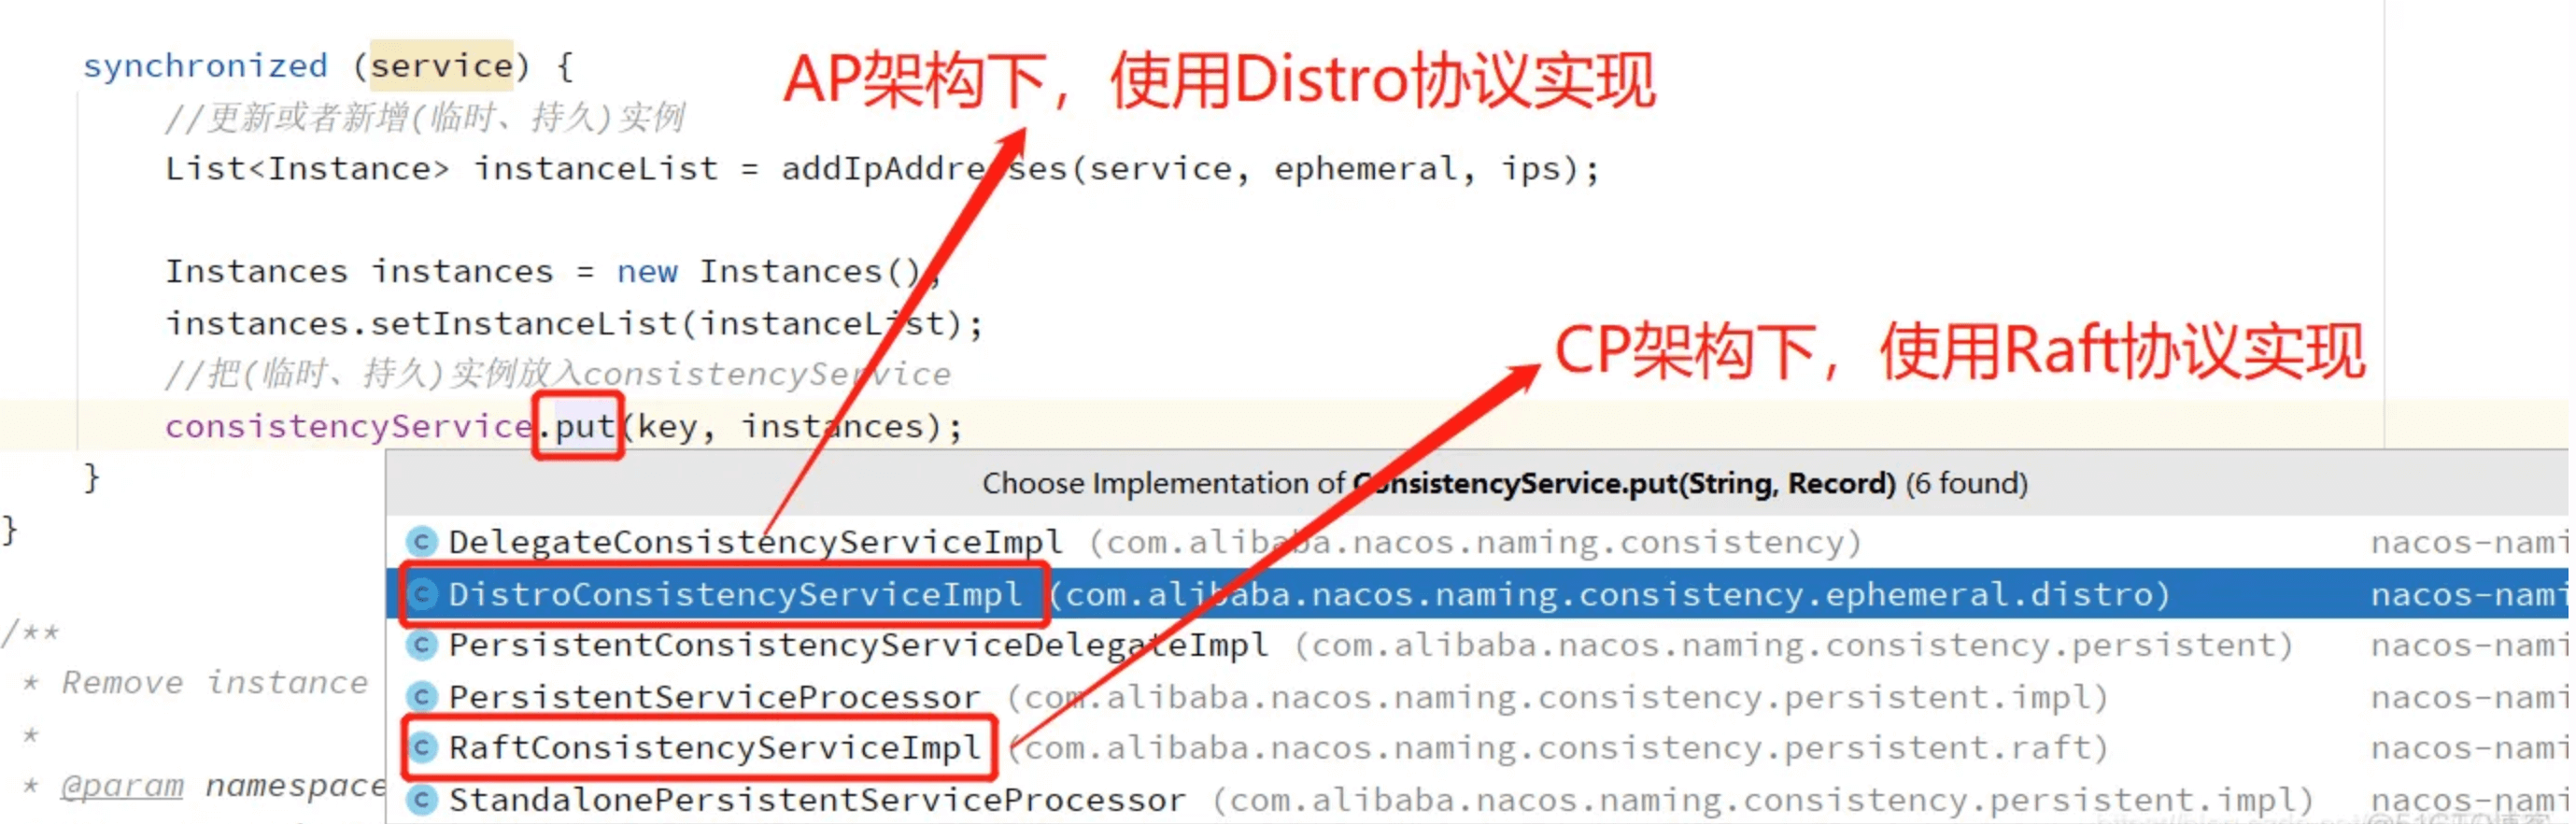 synchronized (service) {
AP架构下，使用Distro协议实现
//更新或者新增(临时、持久)实例
List<Instance> instanceList = addIpAddresses(service, ephemeral, ips);
Instances instances = new Instances();
instances.setInstanceList(instanceList);
CP架构下，使用Raft协议实现
//把(临时、持久)实例放入consistencyService
consistencyService.put(key, instances);
}
Choose Implementation of ConsistencyService.put(String, Record) (6 found)
}
DelegateConsistencyServiceImpl (com.alibaba.nacos.naming.consistency) nacos-nami
DistroConsistencyServiceImpl (com.alibaba.nacos.naming.consistency.ephemeral.distro) nacos-nami
/**
PersistentConsistencyServiceDelegateImpl (com.alibaba.nacos.naming.consistency.persistent) nacos-nami
* Remove instance
PersistentServiceProcessor (com.alibaba.nacos.naming.consistency.persistent.impl) nacos-nami
*
RaftConsistencyServiceImpl (com.alibaba.nacos.naming.consistency.persistent.raft) nacos-nami
* @param namespace
StandalonePersistentServiceProcessor (com.alibaba.nacos.naming.consistency.persistent.impl) nacos-nami
@51CTO博客